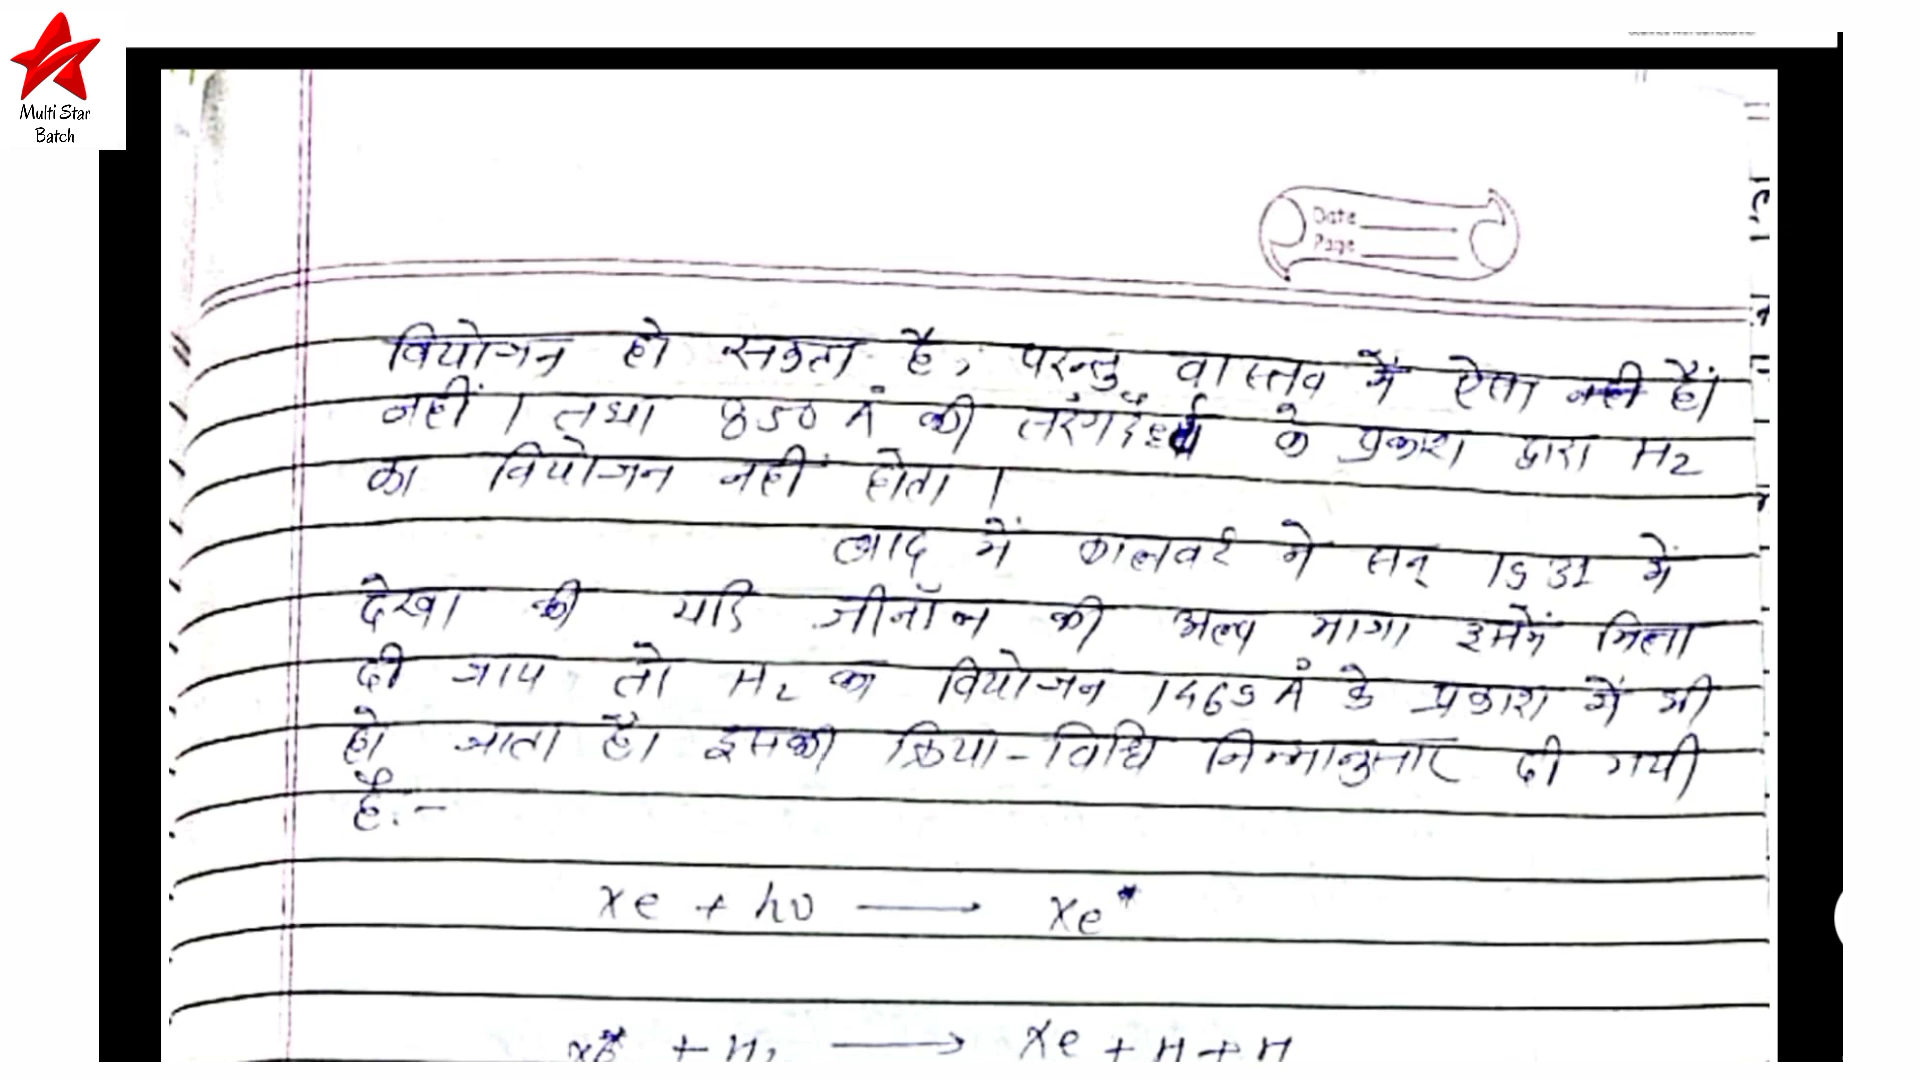 Multi Star
Batch
Date
Page
वियोजन हो सकता है, परन्तु वास्तव में ऐसा नही हैं
नहीं । तथा 850 Å की तरंगदैर्ध्य के प्रकाश द्वारा H2
का वियोजन नहीं होता ।
बाद में कालवर्ट ने सन् 1931 में
देखा की यदि जीनॉन की अल्प मात्रा इसमें मिला
दी जाय तो H2 का वियोजन 1469 Å के प्रकाश में भी
हो जाता है। इसकी क्रिया-विधि निम्नानुसार दी गयी
है:-
Xe + hν ⟶ Xe*
Xe* + H2 ⟶ Xe + H + H